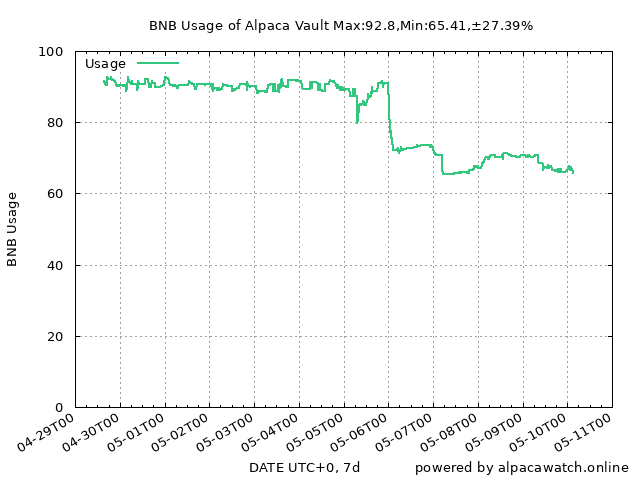 BNB Usage of Alpaca Vault Max:92.8,Min:65.41,±27.39%
Usage
100
80
60
40
20
0
BNB Usage
04-29T00
04-30T00
05-01T00
05-02T00
05-03T00
05-04T00
05-05T00
05-06T00
05-07T00
05-08T00
05-09T00
05-10T00
05-11T00
DATE UTC+0, 7d
powered by alpacawatch.online